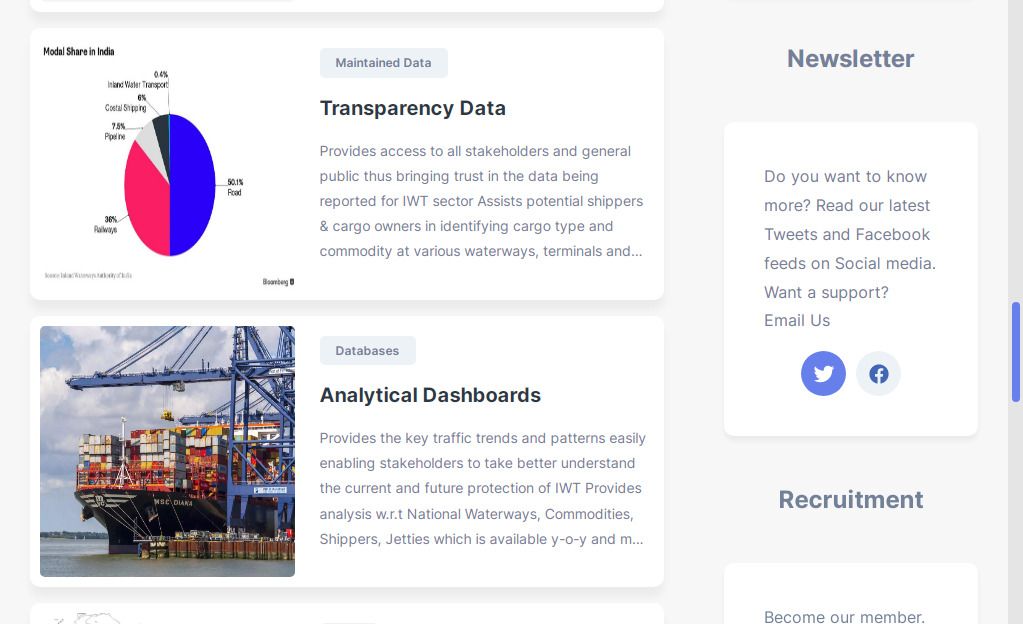 Modal Share in India
0.4%
Inland Water Transport
6%
Costal Shipping
7.5%
Pipeline
50.1%
Road
36%
Railways
Source: Inland Waterways Authority of India
Bloomberg
Maintained Data
Transparency Data
Provides access to all stakeholders and general
public thus bringing trust in the data being
reported for IWT sector Assists potential shippers
& cargo owners in identifying cargo type and
commodity at various waterways, terminals and...
MSC DIANA
Databases
Analytical Dashboards
Provides the key traffic trends and patterns easily
enabling stakeholders to take better understand
the current and future protection of IWT Provides
analysis w.r.t National Waterways, Commodities,
Shippers, Jetties which is available y-o-y and m...
Newsletter
Do you want to know
more? Read our latest
Tweets and Facebook
feeds on Social media.
Want a support?
Email Us
Recruitment
Become our member.